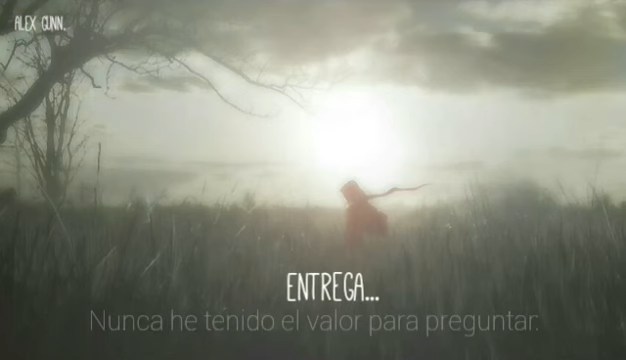 ALEX GUNN.
ENTREGA...
Nunca he tenido el valor para preguntar.